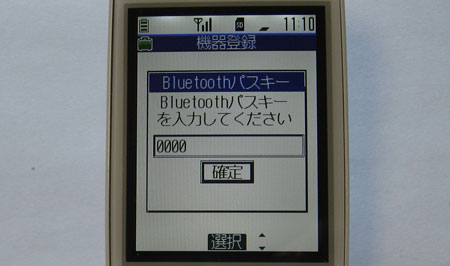 SD 11:10
機器登録
Bluetoothパスキー
Bluetoothパスキー
を入力してください
0000
確定
選択